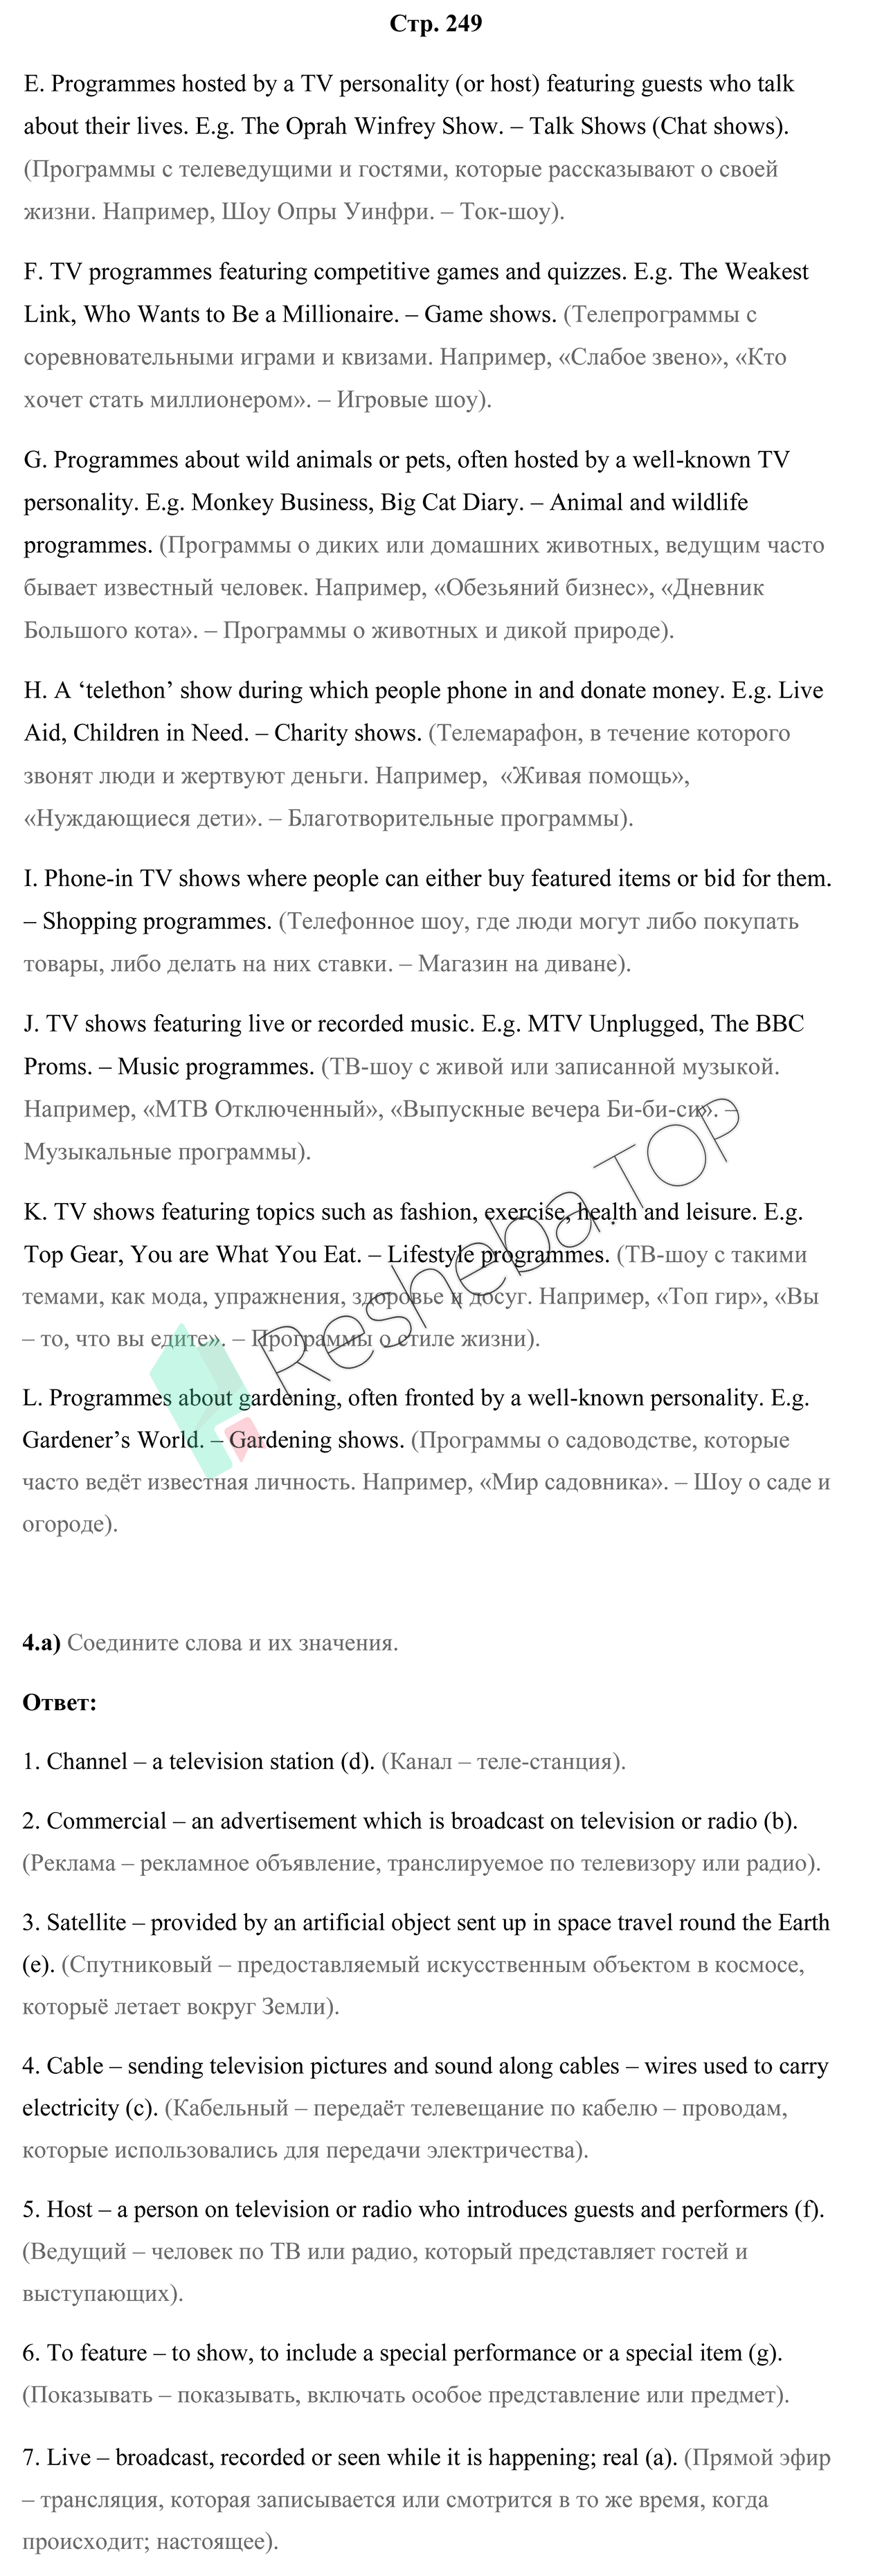 Стр. 249
E. Programmes hosted by a TV personality (or host) featuring guests who talk
about their lives. E.g. The Oprah Winfrey Show. – Talk Shows (Chat shows).
(Программы с телеведущими и гостями, которые рассказывают о своей
жизни. Например, Шоу Опры Уинфри. – Ток-шоу).
F. TV programmes featuring competitive games and quizzes. E.g. The Weakest
Link, Who Wants to Be a Millionaire. – Game shows. (Телепрограммы с
соревновательными играми и квизами. Например, «Слабое звено», «Кто
хочет стать миллионером». – Игровые шоу).
G. Programmes about wild animals or pets, often hosted by a well-known TV
personality. E.g. Monkey Business, Big Cat Diary. – Animal and wildlife
programmes. (Программы о диких или домашних животных, ведущим часто
бывает известный человек. Например, «Обезьяний бизнес», «Дневник
Большого кота». – Программы о животных и дикой природе).
H. A ‘telethon’ show during which people phone in and donate money. E.g. Live
Aid, Children in Need. – Charity shows. (Телемарафон, в течение которого
звонят люди и жертвуют деньги. Например,  «Живая помощь»,
«Нуждающиеся дети». – Благотворительные программы).
I. Phone-in TV shows where people can either buy featured items or bid for them.
– Shopping programmes. (Телефонное шоу, где люди могут либо покупать
товары, либо делать на них ставки. – Магазин на диване).
J. TV shows featuring live or recorded music. E.g. MTV Unplugged, The BBC
Proms. – Music programmes. (ТВ-шоу с живой или записанной музыкой.
Например, «МТВ Отключенный», «Выпускные вечера Би-би-си». –
Музыкальные программы).
K. TV shows featuring topics such as fashion, exercise, health and leisure. E.g.
Top Gear, You are What You Eat. – Lifestyle programmes. (ТВ-шоу с такими
темами, как мода, упражнения, здоровье и досуг. Например, «Топ гир», «Вы
– то, что вы едите». – Программы о стиле жизни).
L. Programmes about gardening, often fronted by a well-known personality. E.g.
Gardener’s World. – Gardening shows. (Программы о садоводстве, которые
часто ведёт известная личность. Например, «Мир садовника». – Шоу о саде и
огороде).
Resheba.TOP
4.a) Соедините слова и их значения.
Ответ:
1. Channel – a television station (d). (Канал – теле-станция).
2. Commercial – an advertisement which is broadcast on television or radio (b).
(Реклама – рекламное объявление, транслируемое по телевизору или радио).
3. Satellite – provided by an artificial object sent up in space travel round the Earth
(e). (Спутниковый – предоставляемый искусственным объектом в космосе,
которыё летает вокруг Земли).
4. Cable – sending television pictures and sound along cables – wires used to carry
electricity (c). (Кабельный – передаёт телевещание по кабелю – проводам,
которые использовались для передачи электричества).
5. Host – a person on television or radio who introduces guests and performers (f).
(Ведущий – человек по ТВ или радио, который представляет гостей и
выступающих).
6. To feature – to show, to include a special performance or a special item (g).
(Показывать – показывать, включать особое представление или предмет).
7. Live – broadcast, recorded or seen while it is happening; real (a). (Прямой эфир
– трансляция, которая записывается или смотрится в то же время, когда
происходит; настоящее).